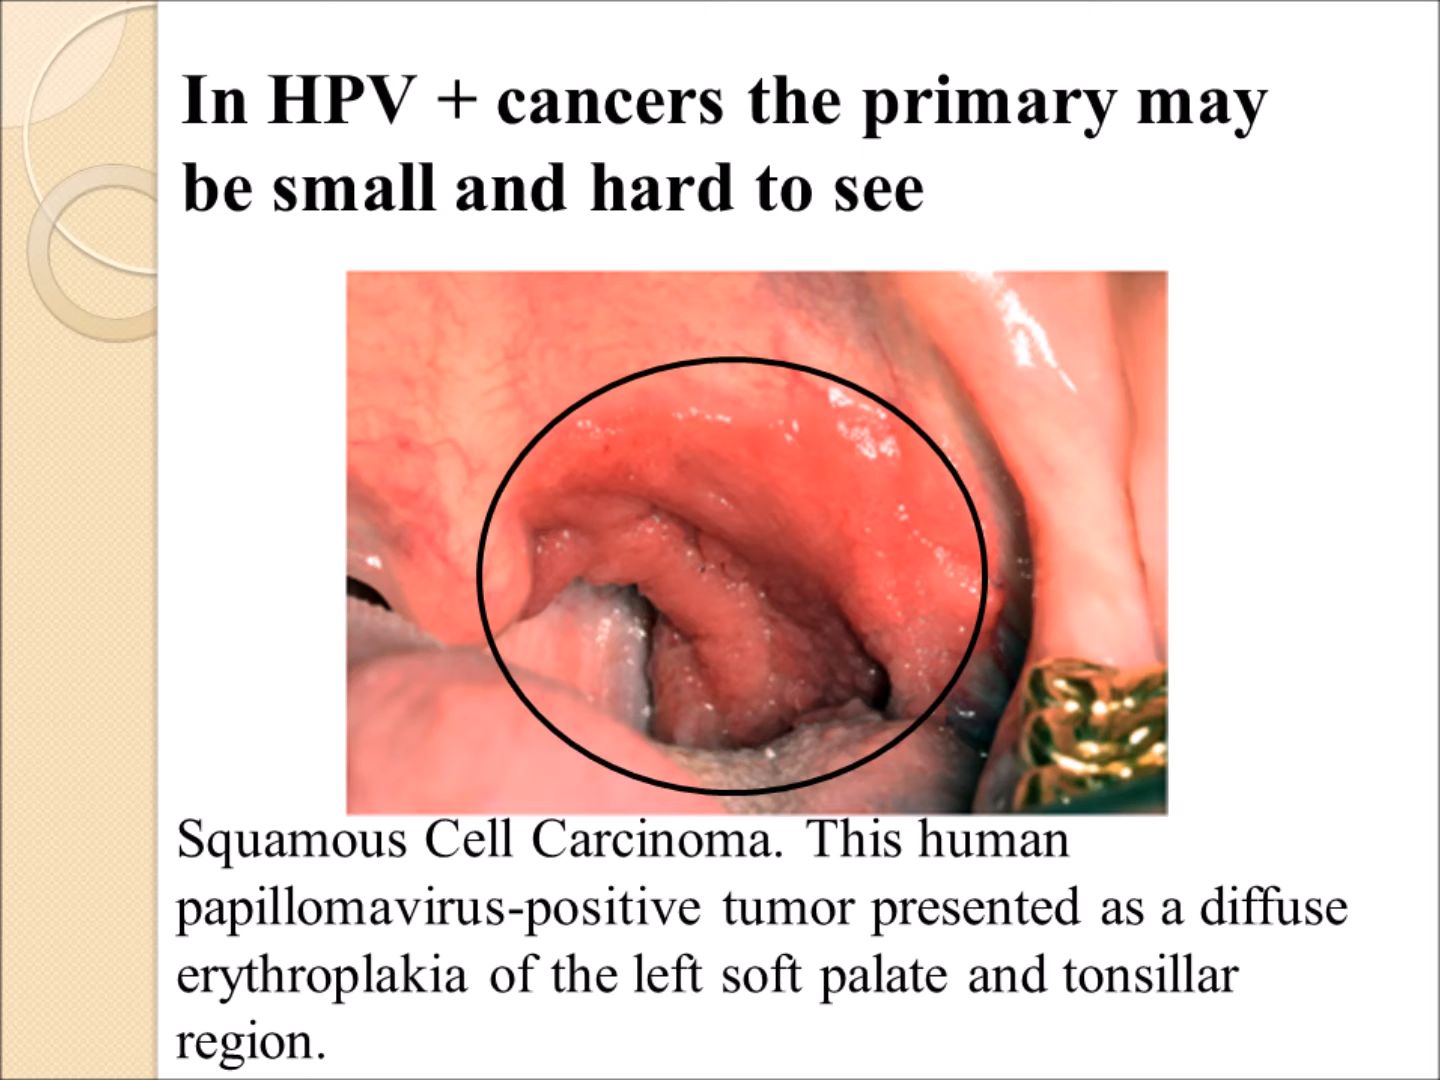 In HPV + cancers the primary may
be small and hard to see
Squamous Cell Carcinoma. This human
papillomavirus-positive tumor presented as a diffuse
erythroplakia of the left soft palate and tonsillar
region.